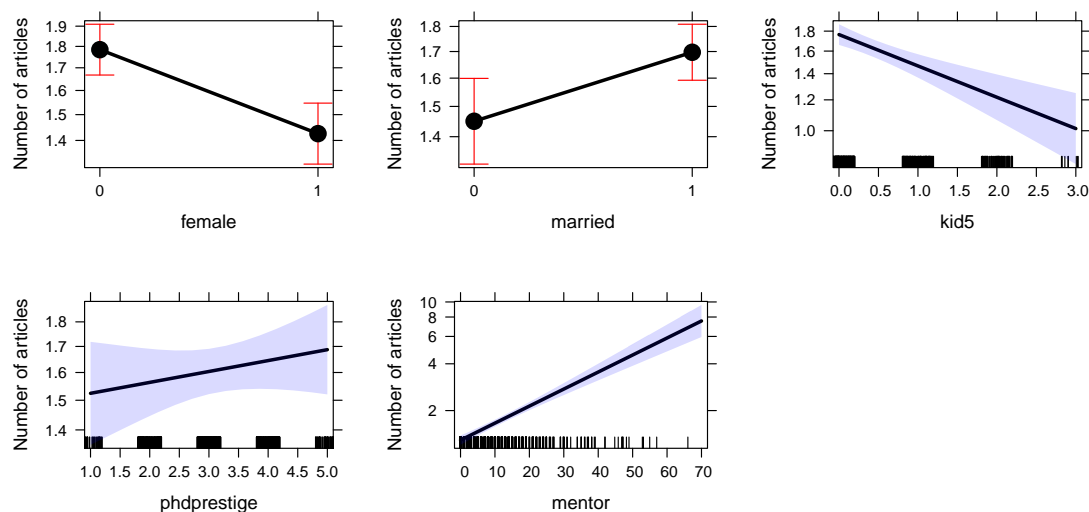 Number of articles
1.9
1.8
1.7
1.5
1.4
0
1
female
Number of articles
1.8
1.7
1.6
1.5
1.4
0
1
married
Number of articles
1.8
1.6
1.4
1.2
1.0
0.0 0.5 1.0 1.5 2.0 2.5 3.0
kid5
Number of articles
1.8
1.7
1.6
1.5
1.4
1.0 1.5 2.0 2.5 3.0 3.5 4.0 4.5 5.0
phdprestige
Number of articles
10
8
6
4
2
0 10 20 30 40 50 60 70
mentor